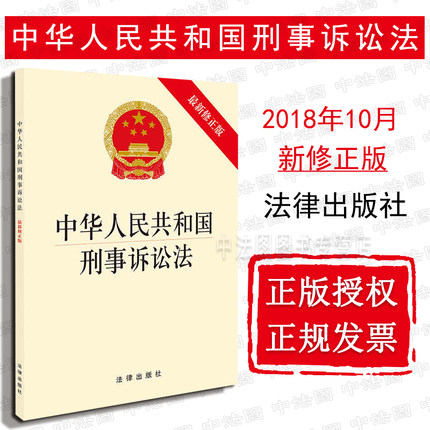 中华人民共和国刑事诉讼法
最新修正版
中华人民共和国
刑事诉讼法
法律出版社
中华人民共和国刑事诉讼法
最新修正版
2018年10月
新修正版
法律出版社
正版授权
正规发票
中法图